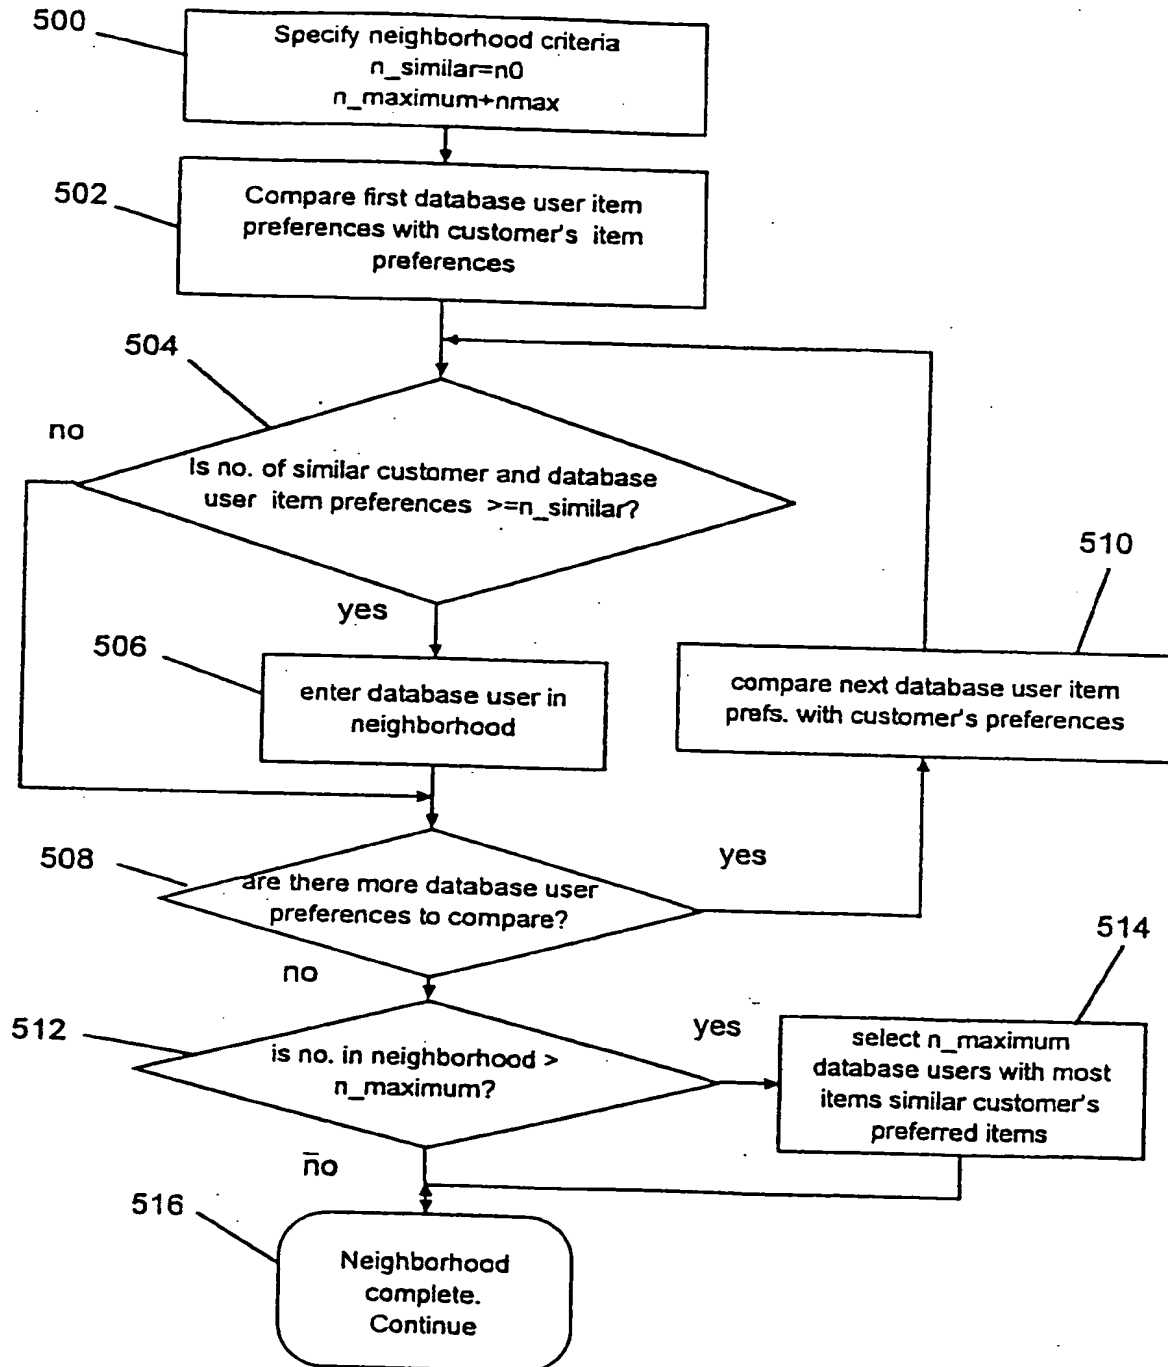 500
Specify neighborhood criteria
n_similar=n0
n_maximum+nmax
502
Compare first database user item
preferences with customer's item
preferences
504
no
Is no. of similar customer and database
user item preferences >=n_similar?
yes
506
enter database user in
neighborhood
510
compare next database user item
prefs. with customer's preferences
508
are there more database user
preferences to compare?
yes
no
512
is no. in neighborhood >
n_maximum?
yes
514
select n_maximum
database users with most
items similar customer's
preferred items
no
516
Neighborhood
complete.
Continue